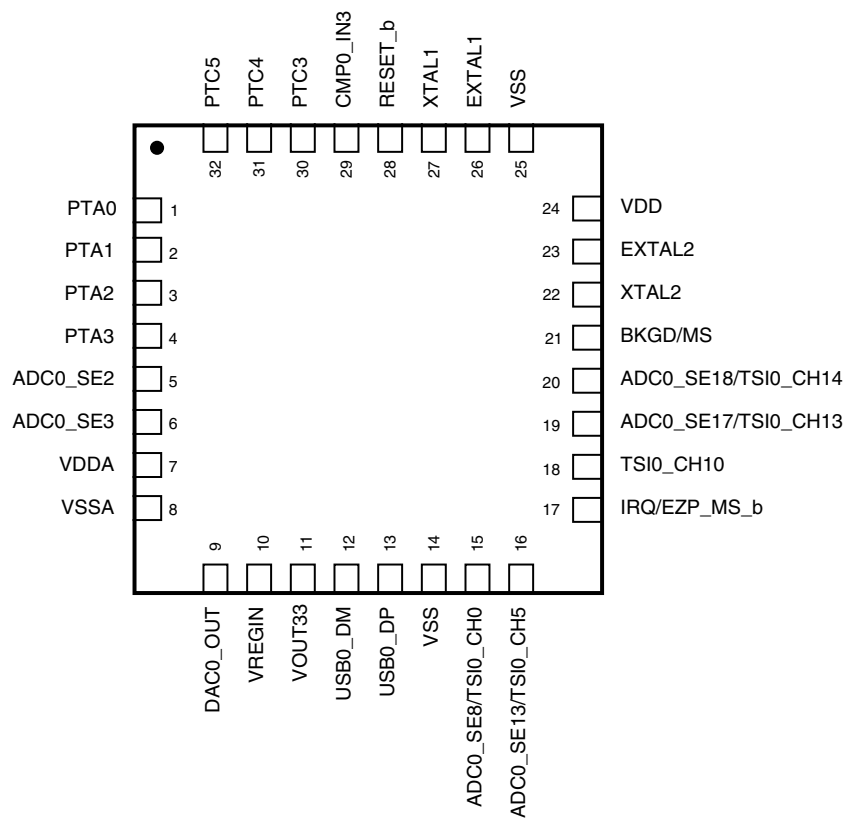 PTC5
PTC4
PTC3
CMP0_IN3
RESET_b
XTAL1
EXTAL1
VSS
32
31
30
29
28
27
26
25
PTA0 1
PTA1 2
PTA2 3
PTA3 4
ADC0_SE2 5
ADC0_SE3 6
VDDA 7
VSSA 8
24 VDD
23 EXTAL2
22 XTAL2
21 BKGD/MS
20 ADC0_SE18/TSI0_CH14
19 ADC0_SE17/TSI0_CH13
18 TSI0_CH10
17 IRQ/EZP_MS_b
9
10
11
12
13
14
15
16
DAC0_OUT
VREGIN
VOUT33
USB0_DM
USB0_DP
VSS
ADC0_SE8/TSI0_CH0
ADC0_SE13/TSI0_CH5